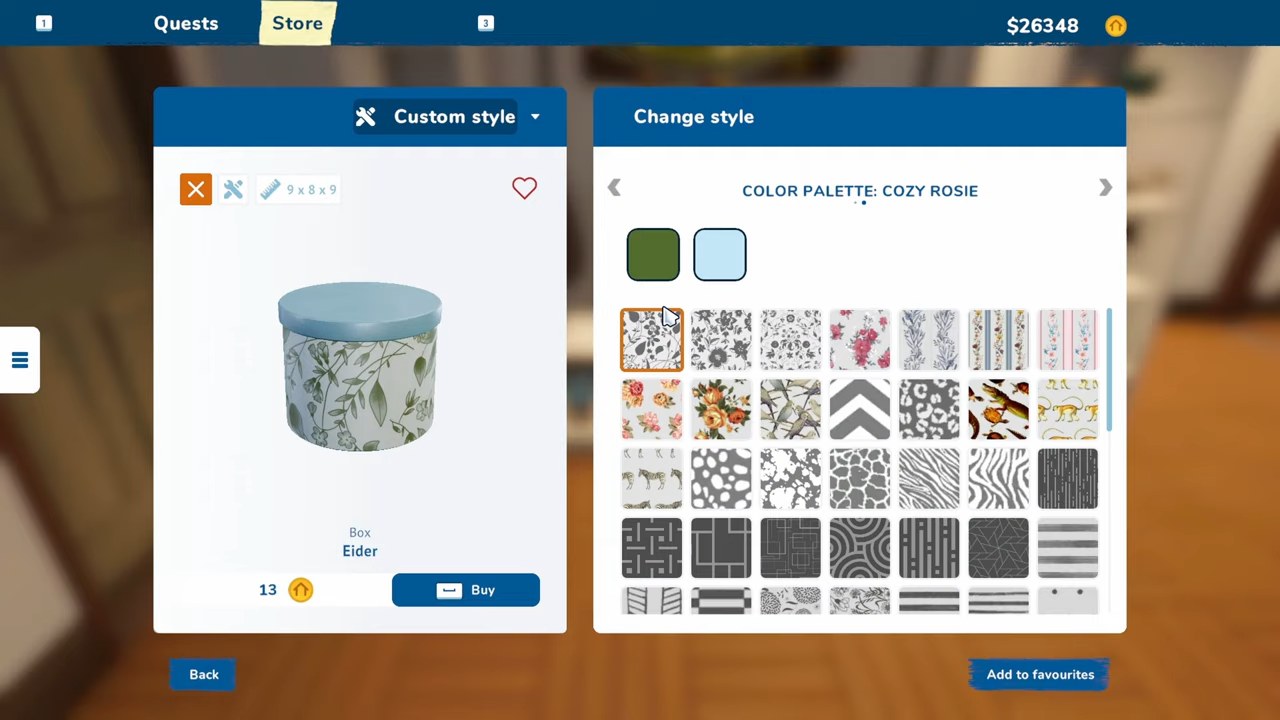 1
Quests
Store
3
$26348
Custom style
Change style
9 x 8 x 9
COLOR PALETTE: COZY ROSIE
Box
Eider
13
Buy
Back
Add to favourites